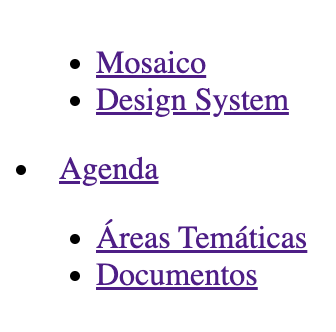 Mosaico
Design System
Agenda
Áreas Temáticas
Documentos